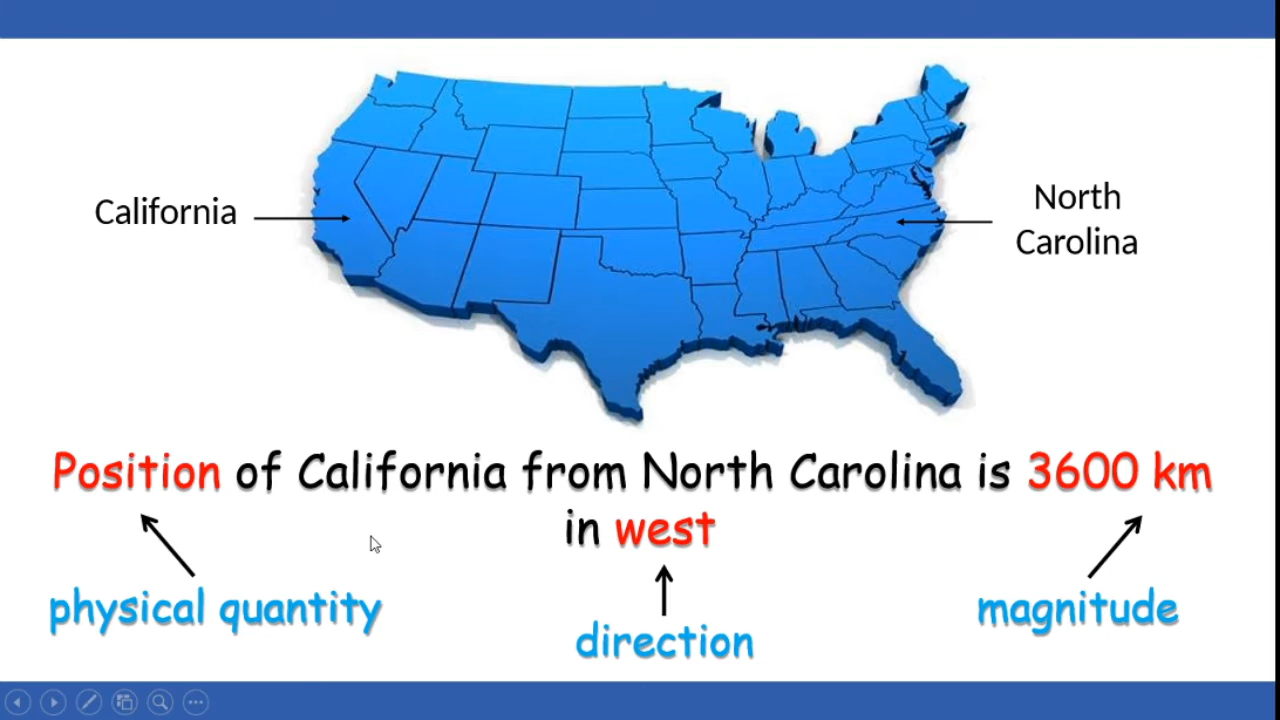 California
North
Carolina
Position of California from North Carolina is 3600 km
in west
physical quantity
direction
magnitude